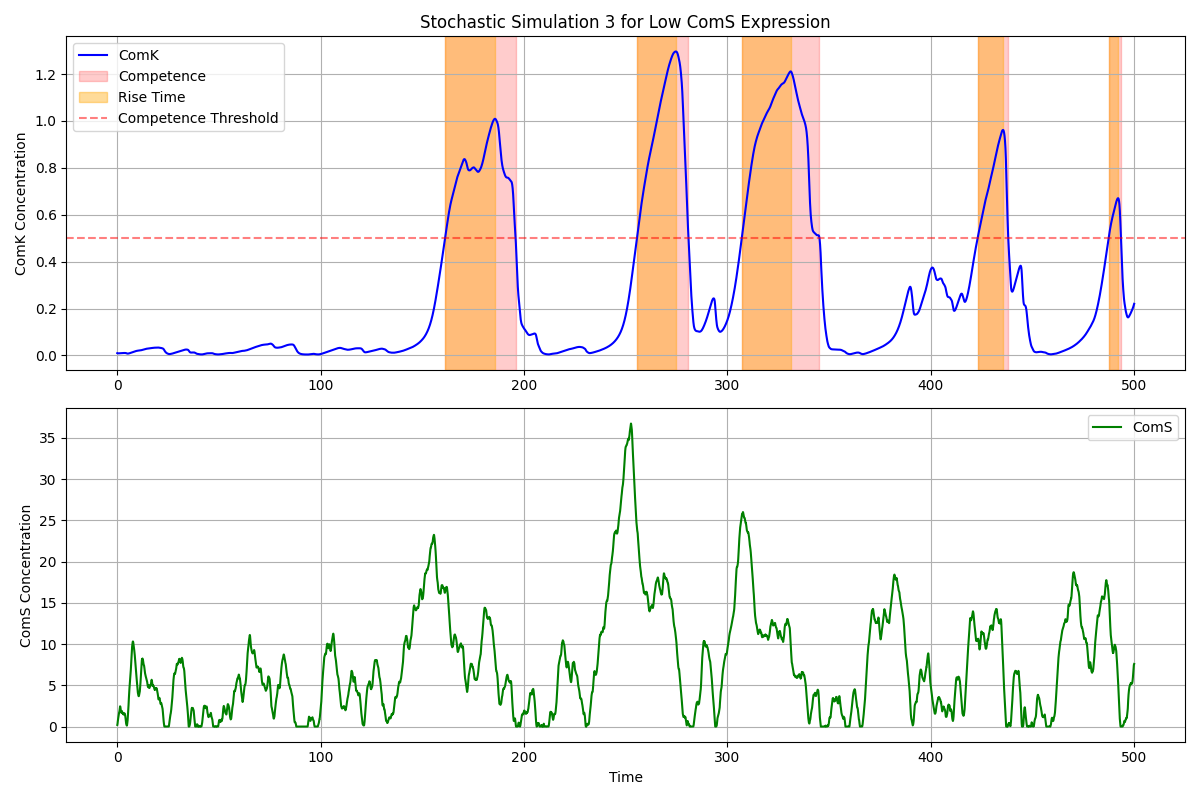 Stochastic Simulation 3 for Low ComS Expression
ComK
Competence
Rise Time
Competence Threshold
ComK Concentration
1.2
1.0
0.8
0.6
0.4
0.2
0.0
0 100 200 300 400 500
ComS
ComS Concentration
35
30
25
20
15
10
5
0
0 100 200 300 400 500
Time